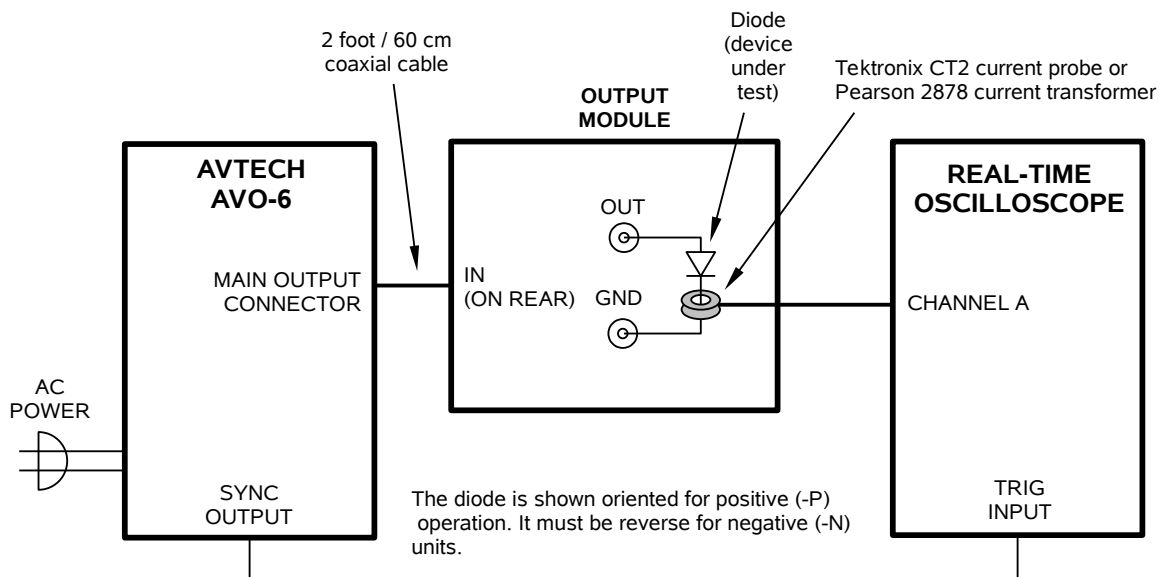 2 foot / 60 cm
coaxial cable
Diode
(device
under
test)
Tektronix CT2 current probe or
Pearson 2878 current transformer
OUTPUT
MODULE
AVTECH
AVO-6
REAL-TIME
OSCILLOSCOPE
OUT
MAIN OUTPUT
CONNECTOR
IN
(ON REAR)
GND
CHANNEL A
AC
POWER
SYNC
OUTPUT
The diode is shown oriented for positive (-P)
operation. It must be reverse for negative (-N)
units.
TRIG
INPUT